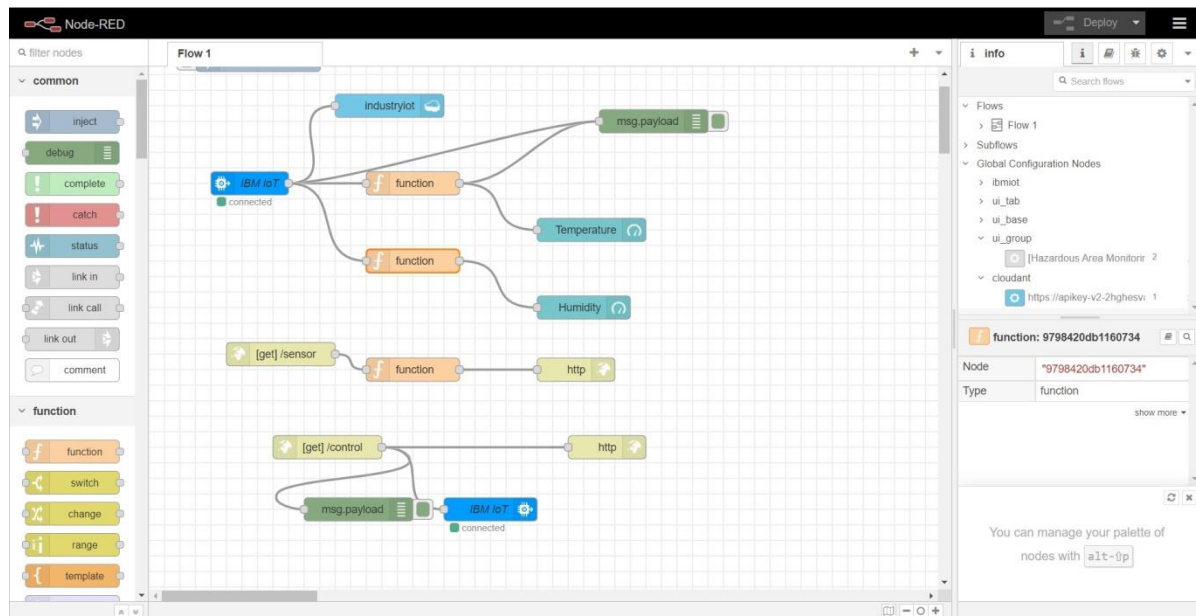 Node-RED
Deploy
filter nodes
common
inject
debug
complete
catch
status
link in
link call
link out
comment
function
function
switch
change
range
template
Flow 1
industryiot
msg.payload
IBM IoT
connected
function
Temperature
function
Humidity
[get] /sensor
function
http
[get] /control
http
msg.payload
IBM IoT
connected
i info
i
Search flows
Flows
Flow 1
Subflows
Global Configuration Nodes
ibmiot
ui_tab
ui_base
ui_group
[Hazardous Area Monitorir 2
cloudant
https://apikey-v2-2hghesv 1
function: 9798420db1160734
Node "9798420db1160734"
Type function
show more
You can manage your palette of
nodes with alt-⇧p